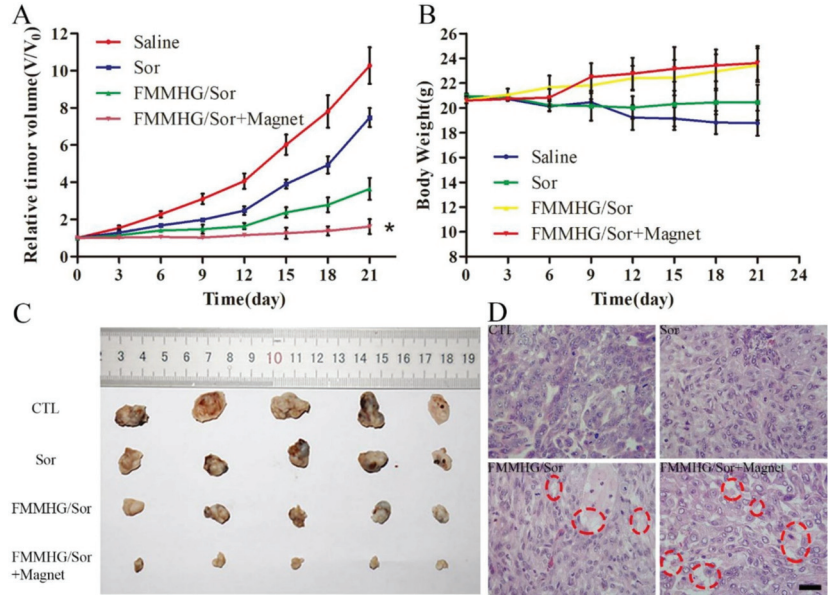 A
Relative timor volume(V/V0)
12
10
8
6
4
2
0
0 3 6 9 12 15 18 21
Time(day)
Saline
Sor
FMMHG/Sor
FMMHG/Sor+Magnet
*
B
Body Weight(g)
26
24
22
20
18
16
14
12
0 3 6 9 12 15 18 21 24
Time(day)
Saline
Sor
FMMHG/Sor
FMMHG/Sor+Magnet
C
3 4 5 6 7 8 9 10 11 12 13 14 15 16 17 18 19
CTL
Sor
FMMHG/Sor
FMMHG/Sor
+Magnet
D
CTL
Sor
FMMHG/Sor
FMMHG/Sor+Magnet